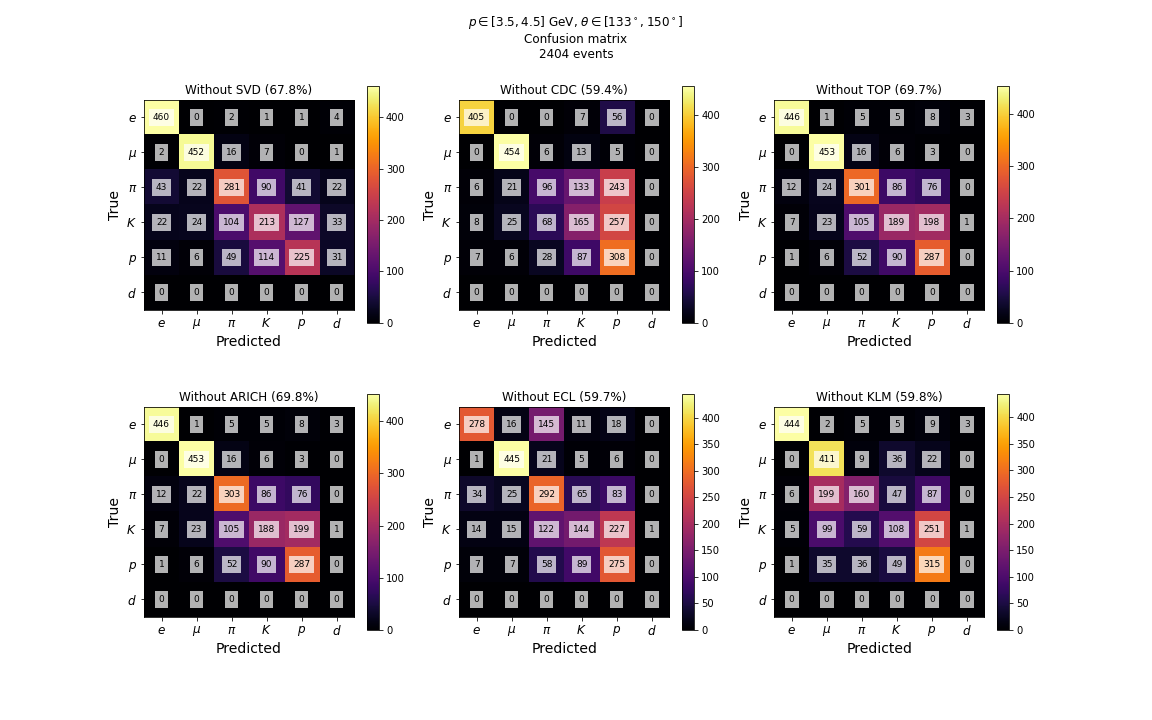 p ∈ [3.5, 4.5] GeV, θ ∈ [133°, 150°]
Confusion matrix
2404 events
Without SVD (67.8%)
e 460 0 2 1 1 4
μ 2 452 16 7 0 1
π 43 22 281 90 41 22
K 22 24 104 213 127 33
p 11 6 49 114 225 31
d 0 0 0 0 0 0
e μ π K p d
Predicted
True
400
300
200
100
0
Without CDC (59.4%)
e 405 0 0 7 56 0
μ 0 454 6 13 5 0
π 6 21 96 133 243 0
K 8 25 68 165 257 0
p 7 6 28 87 308 0
d 0 0 0 0 0 0
e μ π K p d
Predicted
True
400
300
200
100
0
Without TOP (69.7%)
e 446 1 5 5 8 3
μ 0 453 16 6 3 0
π 12 24 301 86 76 0
K 7 23 105 189 198 1
p 1 6 52 90 287 0
d 0 0 0 0 0 0
e μ π K p d
Predicted
True
400
300
200
100
0
Without ARICH (69.8%)
e 446 1 5 5 8 3
μ 0 453 16 6 3 0
π 12 22 303 86 76 0
K 7 23 105 188 199 1
p 1 6 52 90 287 0
d 0 0 0 0 0 0
e μ π K p d
Predicted
True
400
300
200
100
0
Without ECL (59.7%)
e 278 16 145 11 18 0
μ 1 445 21 5 6 0
π 34 25 292 65 83 0
K 14 15 122 144 227 1
p 7 7 58 89 275 0
d 0 0 0 0 0 0
e μ π K p d
Predicted
True
400
350
300
250
200
150
100
50
0
Without KLM (59.8%)
e 444 2 5 5 9 3
μ 0 411 9 36 22 0
π 6 199 160 47 87 0
K 5 99 59 108 251 1
p 1 35 36 49 315 0
d 0 0 0 0 0 0
e μ π K p d
Predicted
True
400
350
300
250
200
150
100
50
0